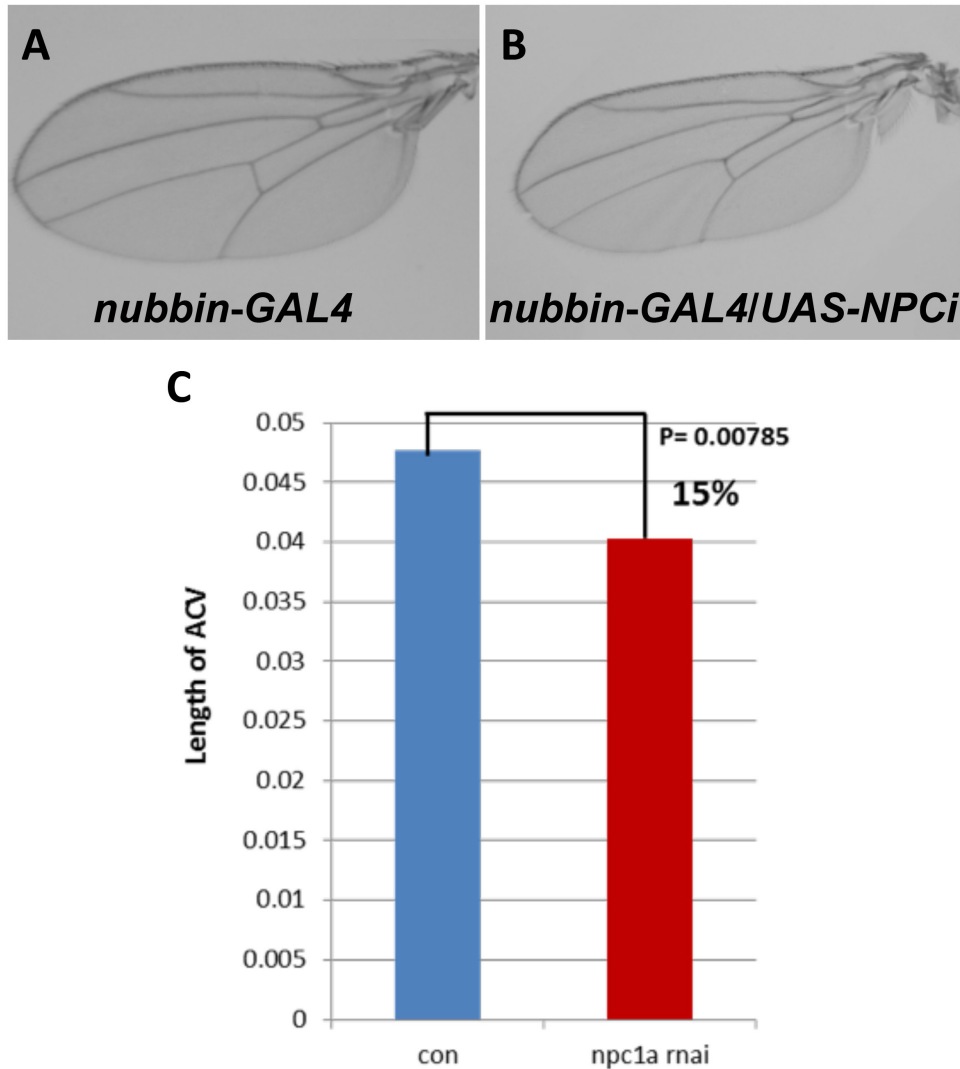 A
B
nubbin-GAL4
nubbin-GAL4/UAS-NPCi
C
0.05
P= 0.00785
0.045
15%
0.04
0.035
0.03
0.025
0.02
0.015
0.01
0.005
0
Length of ACV
con
npc1a rnai